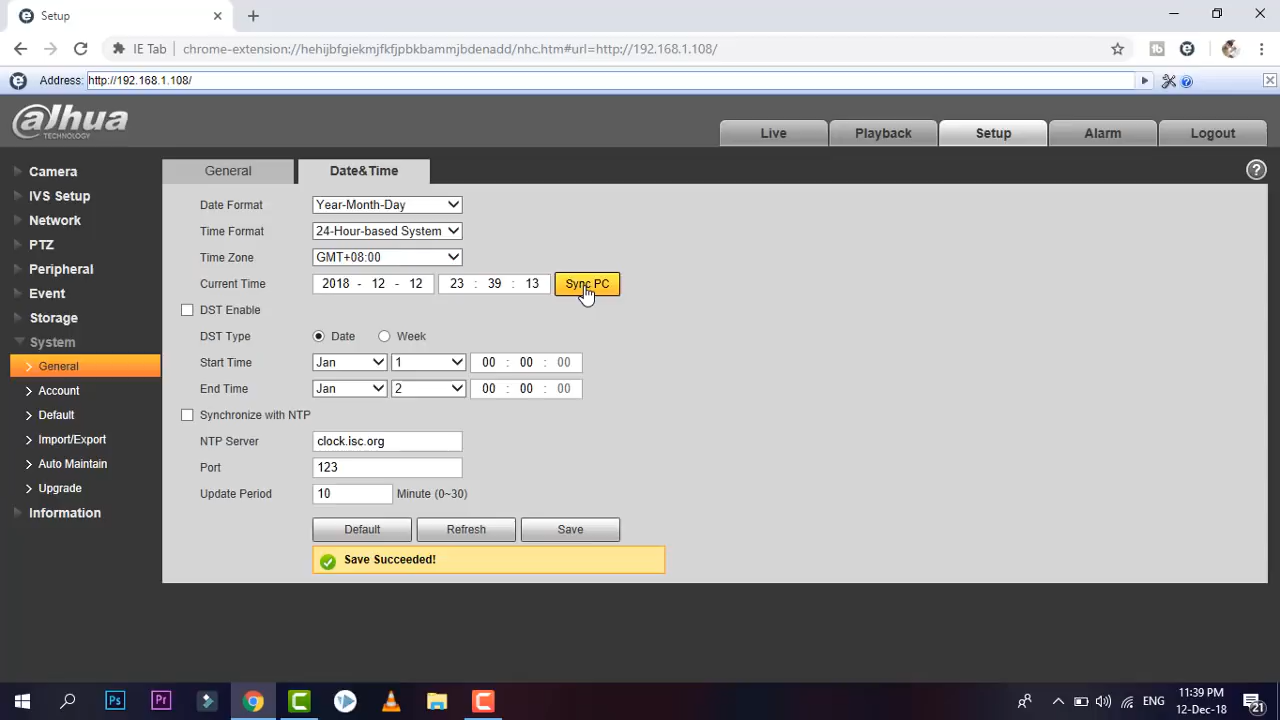 Setup
IE Tab chrome-extension://hehijbfgiekmjfkfjpbkbammjbdenadd/nhc.htm#url=http://192.168.1.108/
Address: http://192.168.1.108/
alhua
TECHNOLOGY
Live Playback Setup Alarm Logout
Camera
IVS Setup
Network
PTZ
Peripheral
Event
Storage
System
General
Account
Default
Import/Export
Auto Maintain
Upgrade
Information
General Date&Time
Date Format Year-Month-Day
Time Format 24-Hour-based System
Time Zone GMT+08:00
Current Time 2018 - 12 - 12 23 : 39 : 13 Sync PC
DST Enable
DST Type Date Week
Start Time Jan 1 00 : 00 : 00
End Time Jan 2 00 : 00 : 00
Synchronize with NTP
NTP Server clock.isc.org
Port 123
Update Period 10 Minute (0~30)
Default Refresh Save
Save Succeeded!
Ps Pr ENG 11:39 PM
12-Dec-18 21